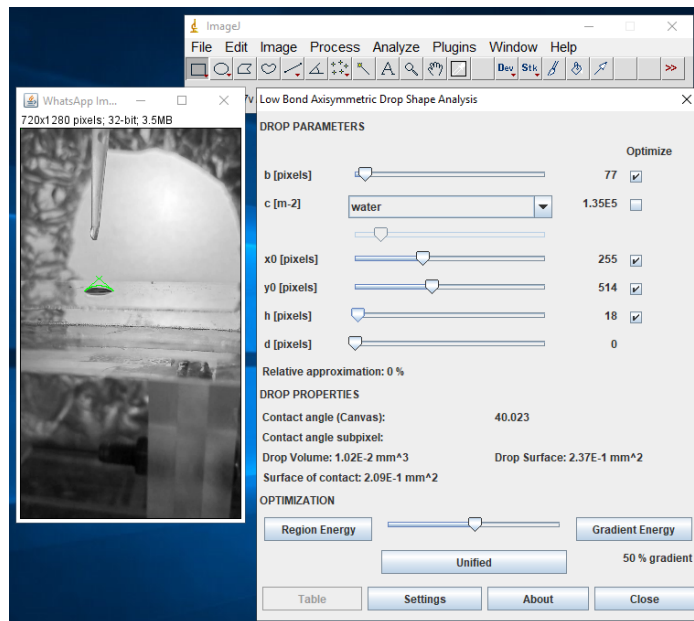 ImageJ
File Edit Image Process Analyze Plugins Window Help
A Dev Stk >>
WhatsApp Im...
720x1280 pixels; 32-bit; 3.5MB
Low Bond Axisymmetric Drop Shape Analysis
DROP PARAMETERS
Optimize
b [pixels] 77
c [m-2] water 1.35E5
x0 [pixels] 255
y0 [pixels] 514
h [pixels] 18
d [pixels] 0
Relative approximation: 0 %
DROP PROPERTIES
Contact angle (Canvas): 40.023
Contact angle subpixel:
Drop Volume: 1.02E-2 mm^3 Drop Surface: 2.37E-1 mm^2
Surface of contact: 2.09E-1 mm^2
OPTIMIZATION
Region Energy Gradient Energy
Unified 50 % gradient
Table Settings About Close